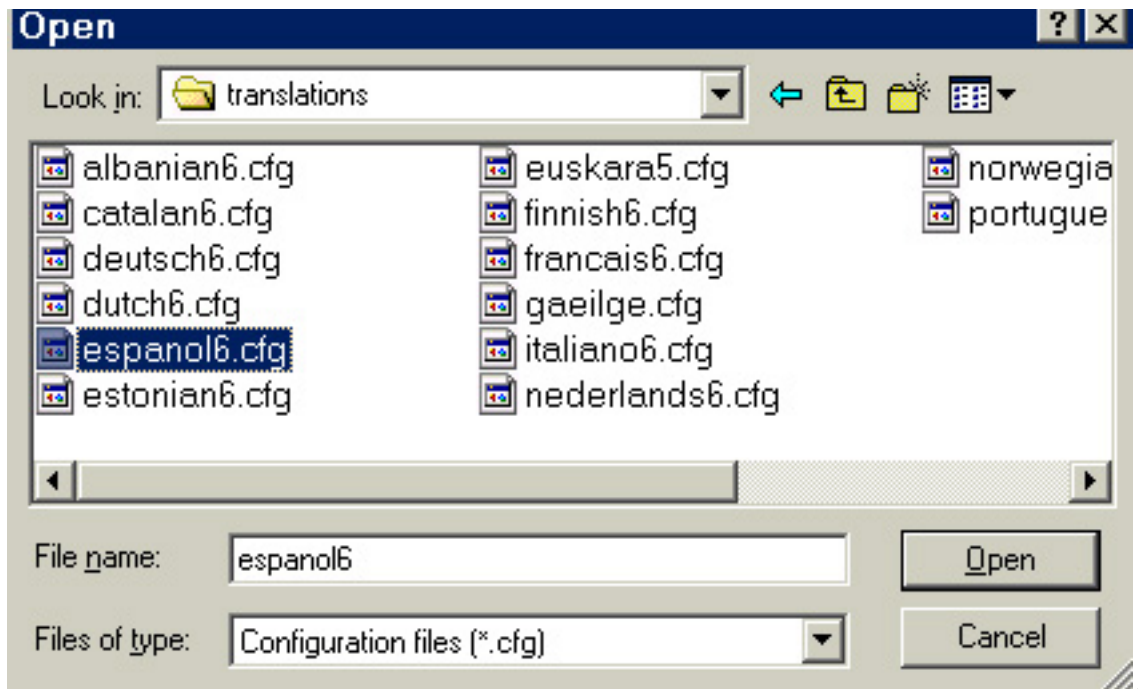 Open
Look in: translations
albanian6.cfg
catalan6.cfg
deutsch6.cfg
dutch6.cfg
espanol6.cfg
estonian6.cfg
euskara5.cfg
finnish6.cfg
francais6.cfg
gaeilge.cfg
italiano6.cfg
nederlands6.cfg
norwegia
portugue
File name: espanol6
Open
Files of type: Configuration files (*.cfg)
Cancel